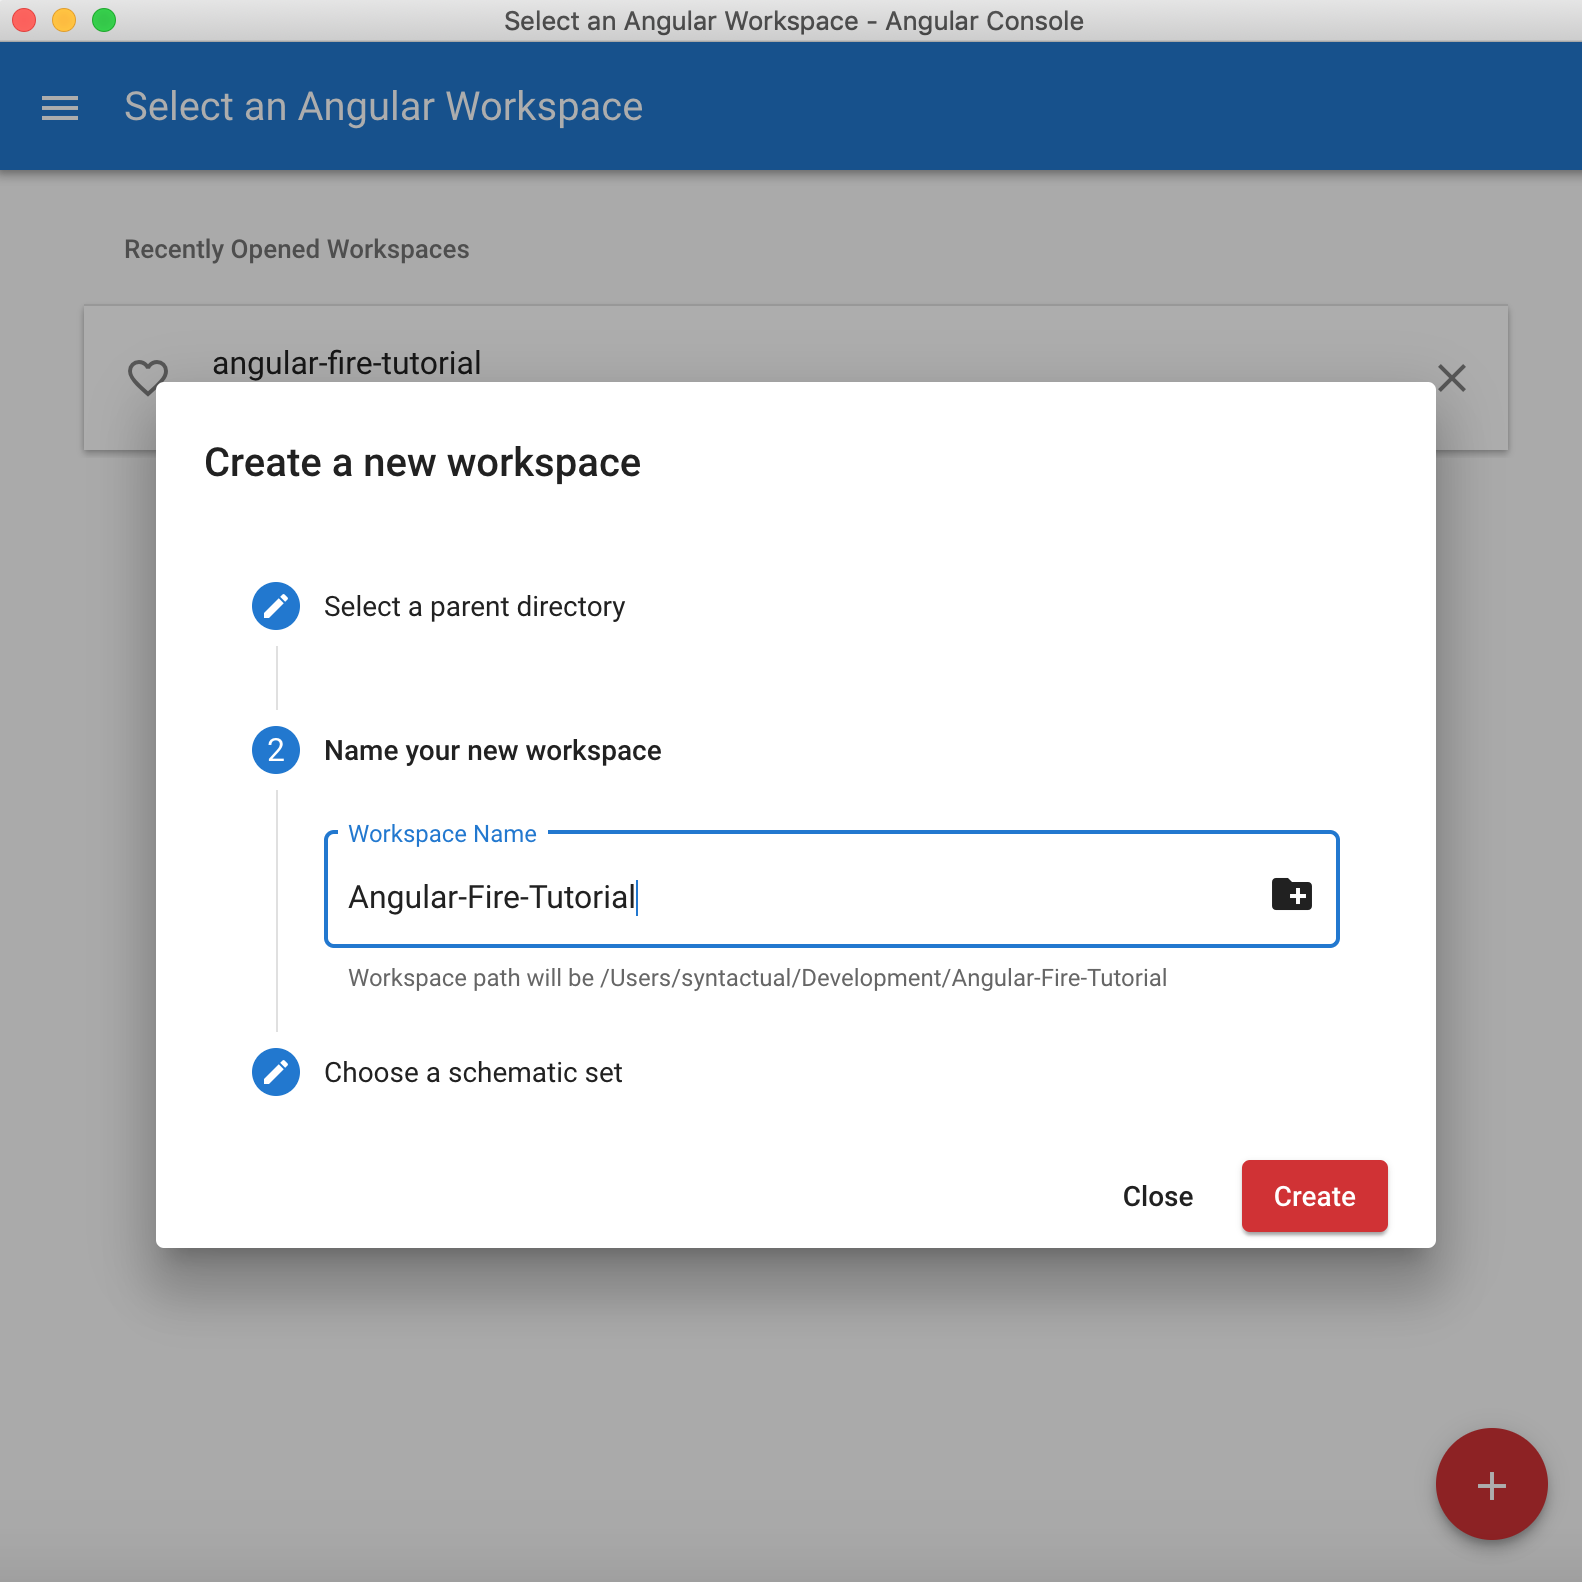 Select an Angular Workspace - Angular Console
Select an Angular Workspace
Recently Opened Workspaces
angular-fire-tutorial
Create a new workspace
Select a parent directory
2 Name your new workspace
Workspace Name
Angular-Fire-Tutorial
Workspace path will be /Users/syntactual/Development/Angular-Fire-Tutorial
Choose a schematic set
Close Create